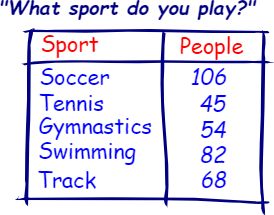 "What sport do you play?"
Sport People
Soccer 106
Tennis 45
Gymnastics 54
Swimming 82
Track 68